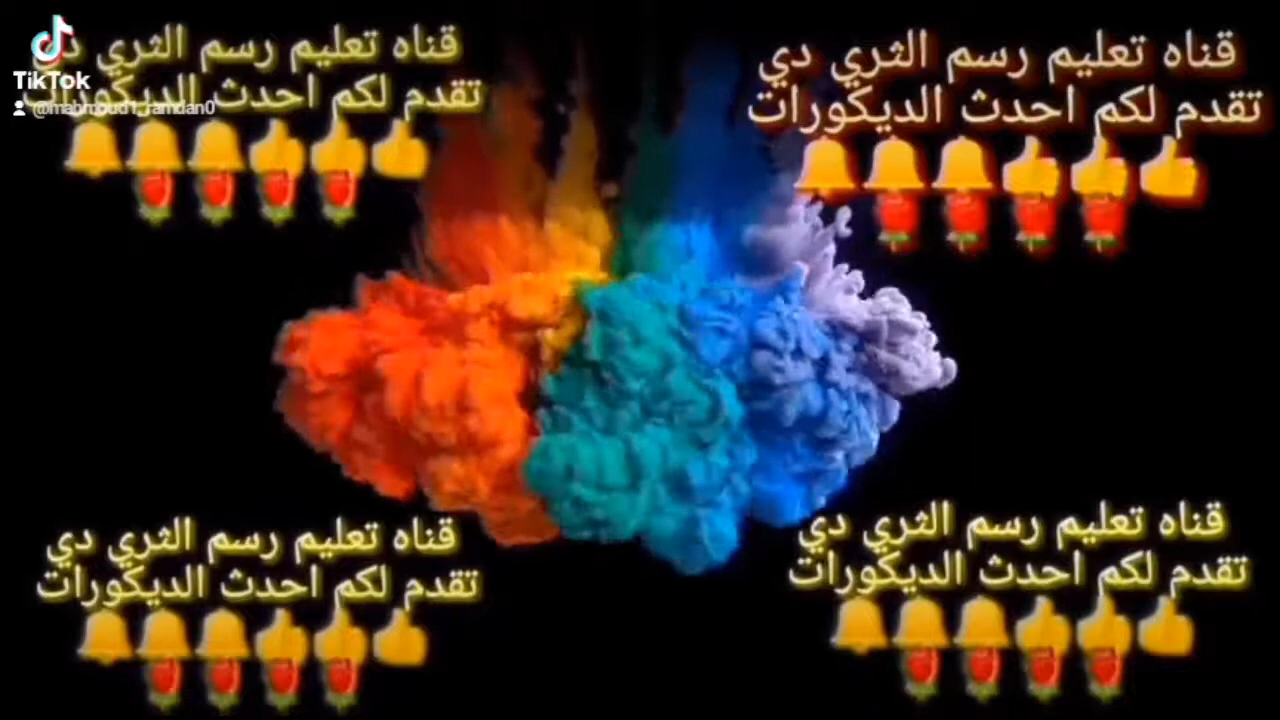 TikTok
@mahmoud1_ramdan0
قناه تعليم رسم الثري دي
تقدم لكم احدث الديكورات
🔔🔔🔔👍👍👍
🌹🌹🌹🌹
قناه تعليم رسم الثري دي
تقدم لكم احدث الديكورات
🔔🔔🔔👍👍👍
🌹🌹🌹🌹
قناه تعليم رسم الثري دي
تقدم لكم احدث الديكورات
🔔🔔🔔👍👍👍
🌹🌹🌹🌹
قناه تعليم رسم الثري دي
تقدم لكم احدث الديكورات
🔔🔔🔔👍👍👍
🌹🌹🌹🌹